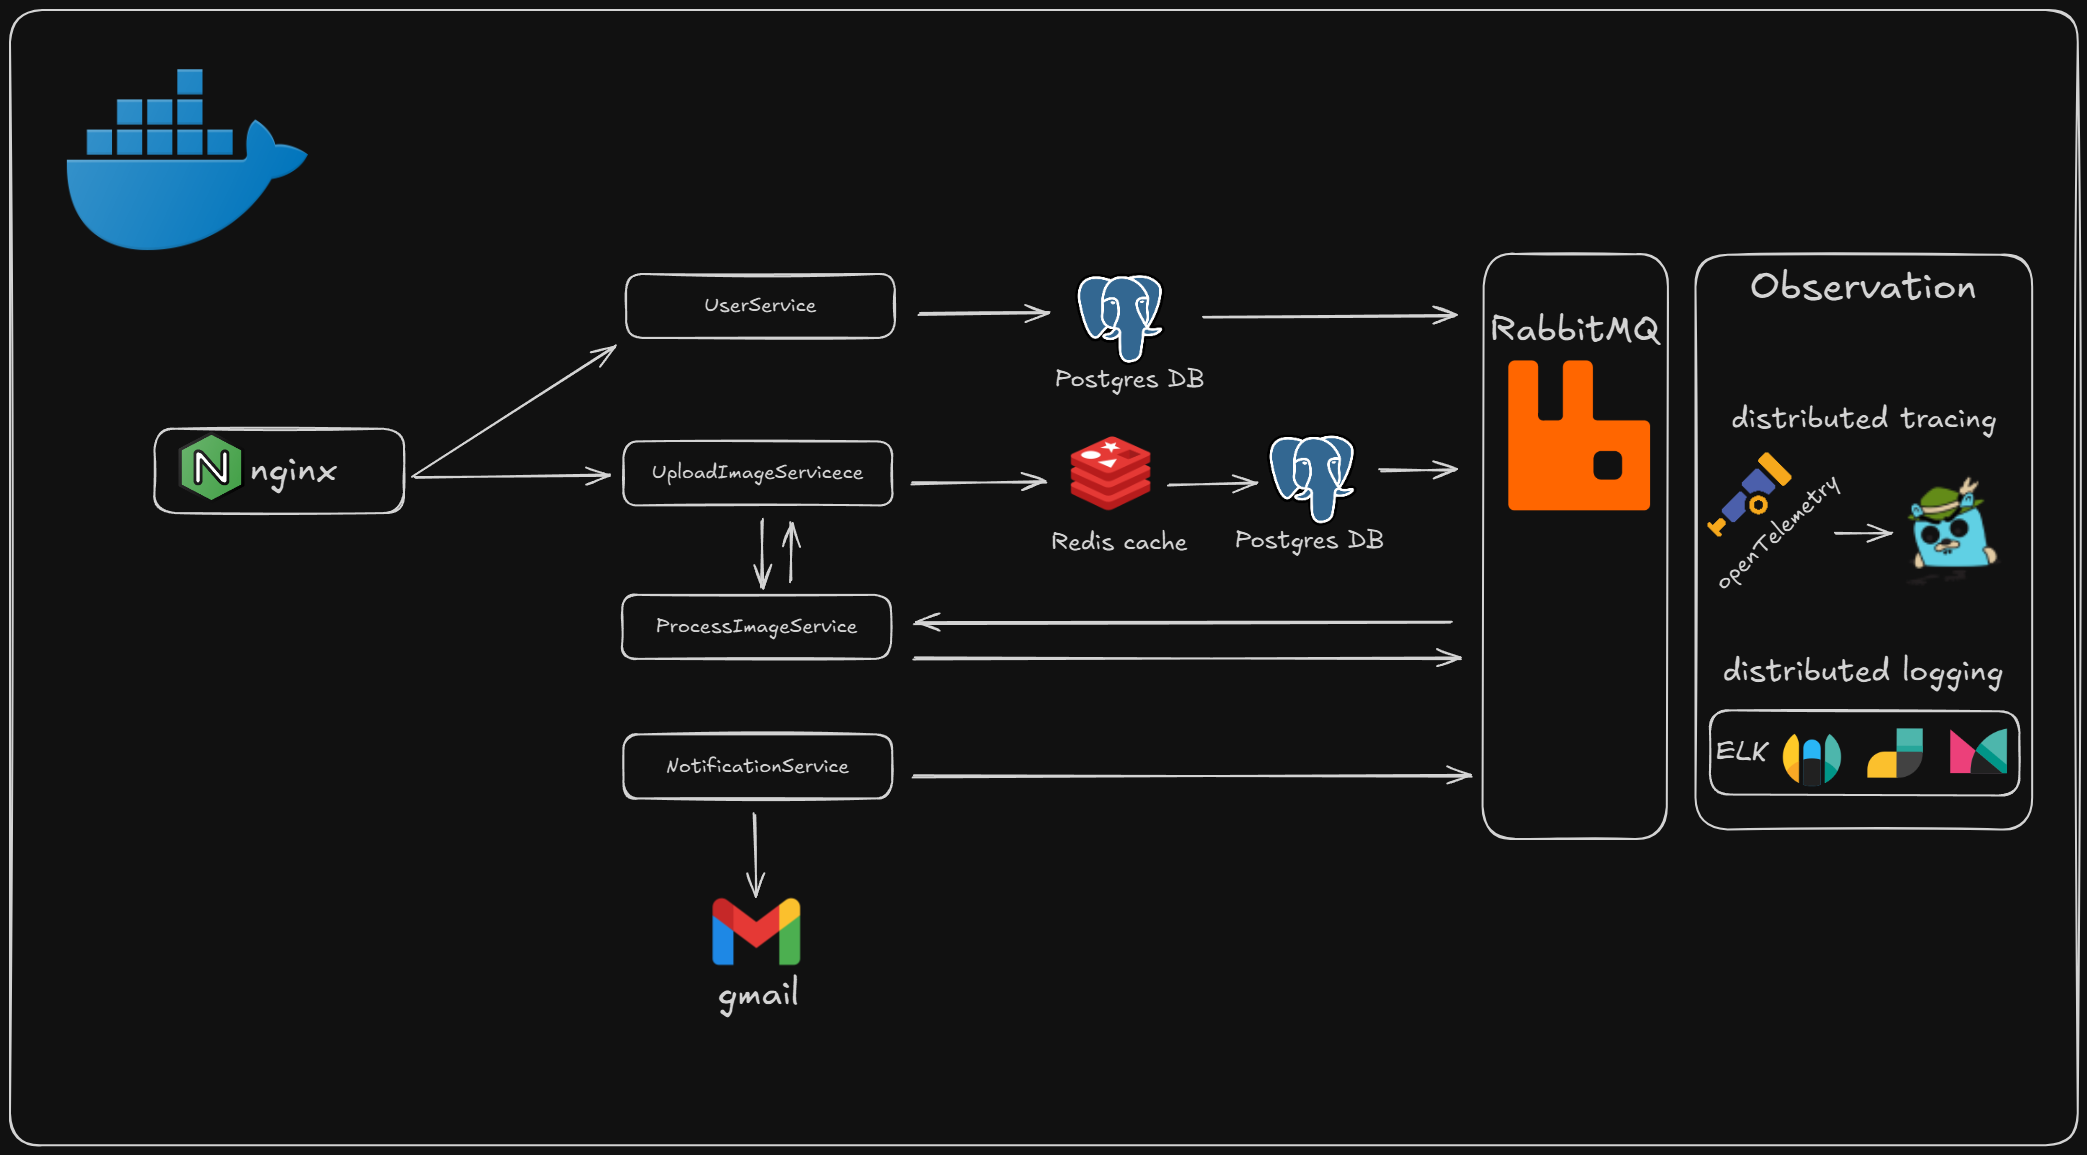 UserService
Postgres DB
RabbitMQ
Observation
nginx
UploadImageServicece
Redis cache
Postgres DB
distributed tracing
openTelemetry
ProcessImageService
distributed logging
ELK
NotificationService
gmail